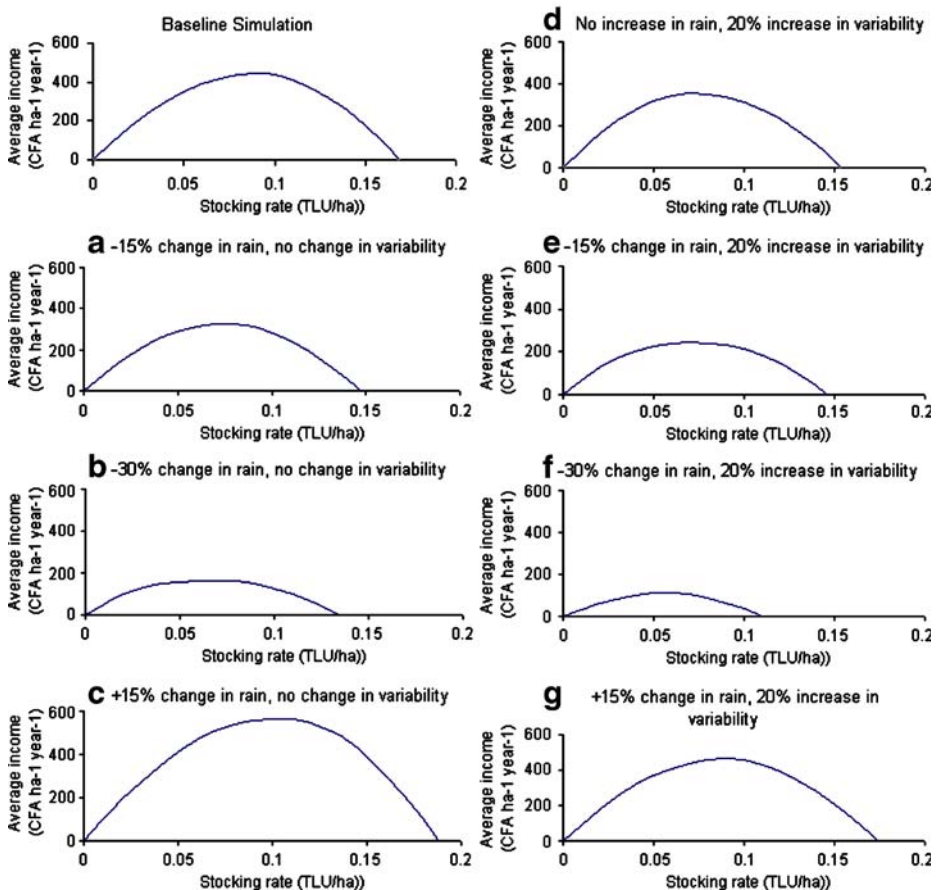 Baseline Simulation
Average income
(CFA ha-1 year-1)
600
400
200
0
0
0.05
0.1
0.15
0.2
Stocking rate (TLU/ha))
d No increase in rain, 20% increase in variability
Average income
(CFA ha-1 year-1)
600
400
200
0
0
0.05
0.1
0.15
0.2
Stocking rate (TLU/ha))
a -15% change in rain, no change in variability
Average income
(CFA ha-1 year-1)
600
400
200
0
0
0.05
0.1
0.15
0.2
Stocking rate (TLU/ha))
e -15% change in rain, 20% increase in variability
Average income
(CFA ha-1 year-1)
600
400
200
0
0
0.05
0.1
0.15
0.2
Stocking rate (TLU/ha))
b -30% change in rain, no change in variability
Average income
(CFA ha-1 year-1)
600
400
200
0
0
0.05
0.1
0.15
0.2
Stocking rate (TLU/ha))
f -30% change in rain, 20% increase in variability
Average income
(CFA ha-1 year-1)
600
400
200
0
0
0.05
0.1
0.15
0.2
Stocking rate (TLU/ha))
c +15% change in rain, no change in variability
Average income
(CFA ha-1 year-1)
600
400
200
0
0
0.05
0.1
0.15
0.2
Stocking rate (TLU/ha))
g +15% change in rain, 20% increase in
variability
Average income
(CFA ha-1 year-1)
600
400
200
0
0
0.05
0.1
0.15
0.2
Stocking rate (TLU/ha))